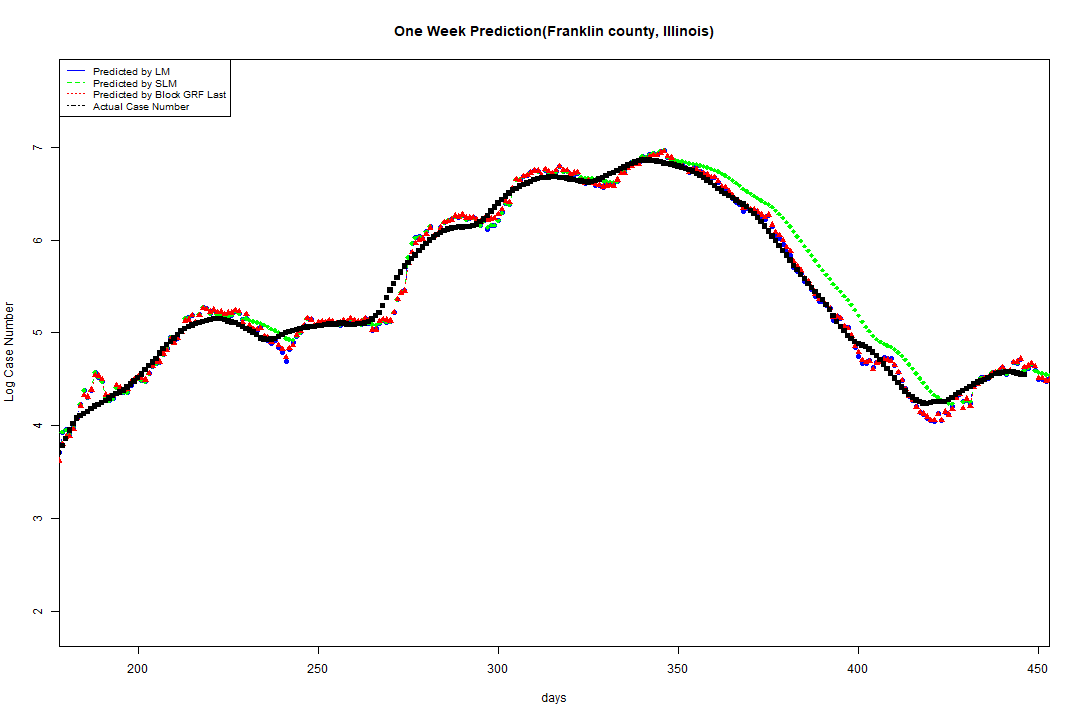 One Week Prediction(Franklin county, Illinois)
Predicted by LM
Predicted by SLM
Predicted by Block GRF Last
Actual Case Number
Log Case Number
7
6
5
4
3
2
200 250 300 350 400 450
days